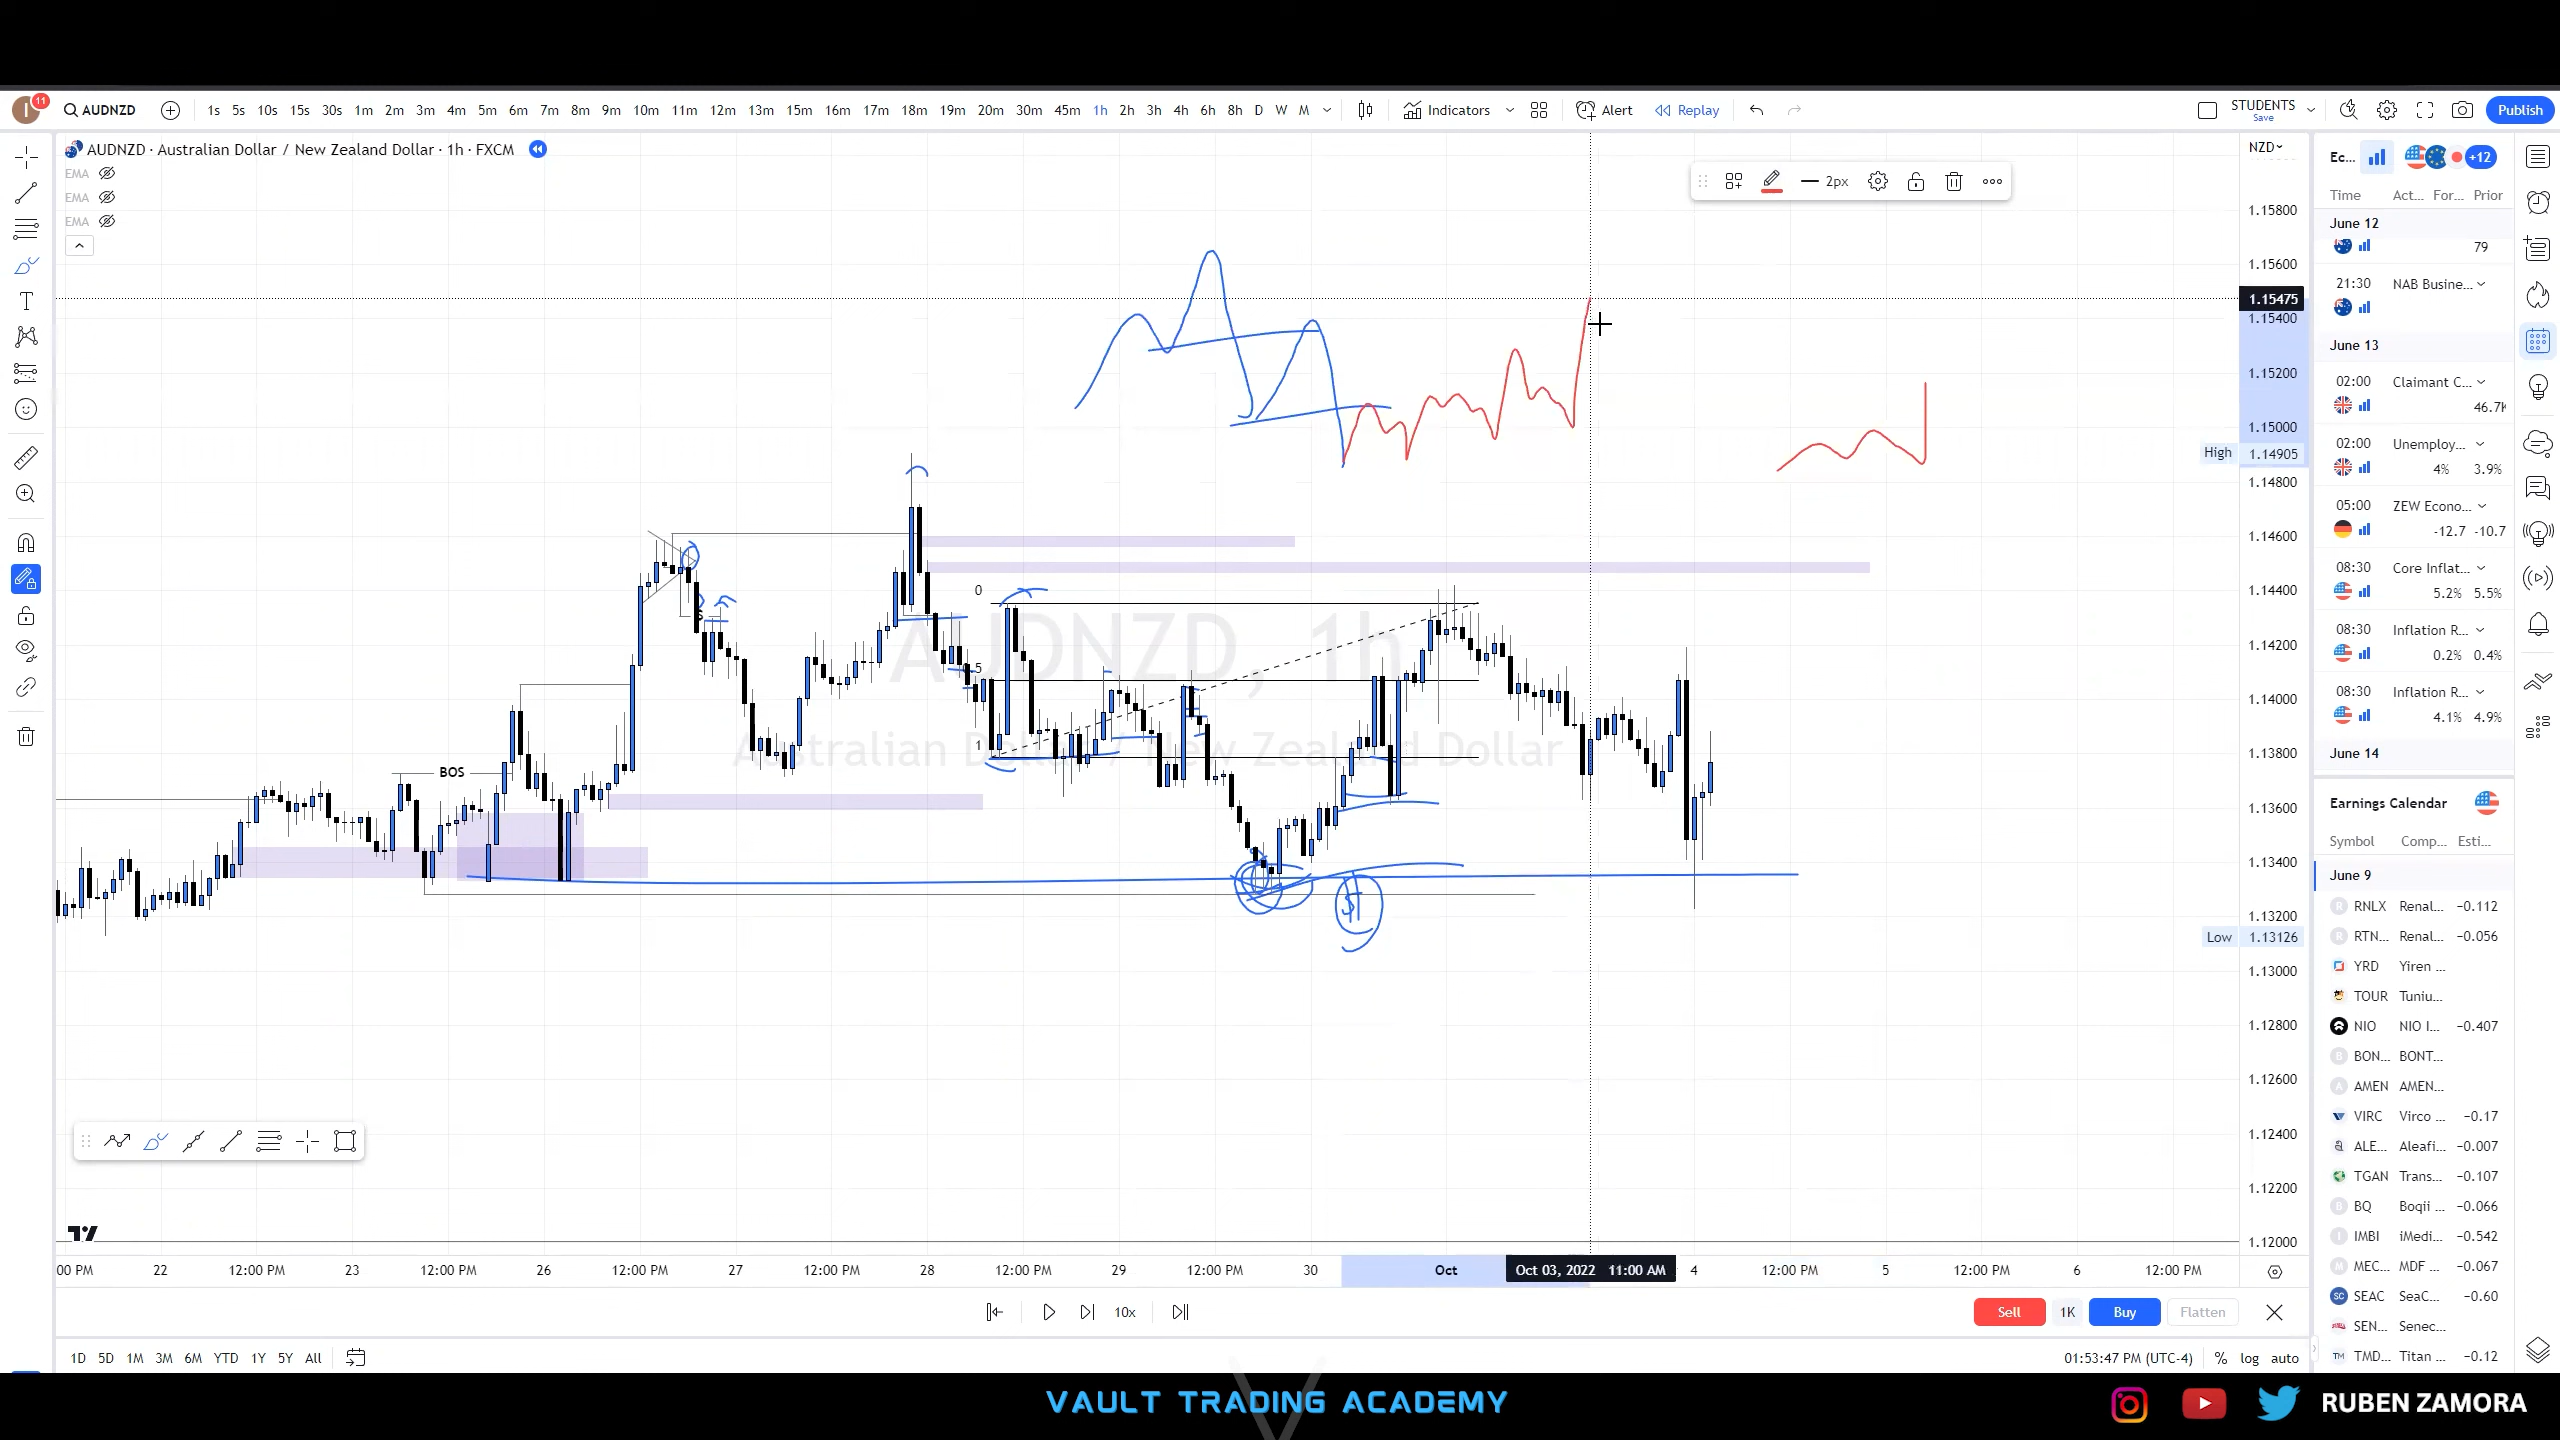 11
AUDNZD 1s 5s 10s 15s 30s 1m 2m 3m 4m 5m 6m 7m 8m 9m 10m 11m 12m 13m 15m 16m 17m 18m 19m 20m 30m 45m 1h 2h 3h 4h 6h 8h D W M Indicators Alert Replay STUDENTS Save Publish
AUDNZD · Australian Dollar / New Zealand Dollar · 1h · FXCM
EMA
EMA
EMA
2px
NZD
1.15800
1.15600
1.15475
1.15400
1.15200
1.15000
High 1.14905
1.14800
1.14600
1.14400
1.14200
1.14000
1.13800
1.13600
1.13400
1.13200
Low 1.13126
1.13000
1.12800
1.12600
1.12400
1.12200
1.12000
0
5
1
BOS
AUDNZD, 1h
Australian Dollar / New Zealand Dollar
00 PM 22 12:00 PM 23 12:00 PM 26 12:00 PM 27 12:00 PM 28 12:00 PM 29 12:00 PM 30 Oct Oct 03, 2022 11:00 AM 4 12:00 PM 5 12:00 PM 6 12:00 PM
10x
Sell 1K Buy Flatten
1D 5D 1M 3M 6M YTD 1Y 5Y All
01:53:47 PM (UTC-4) % log auto
Ec... +12
Time Act... For... Prior
June 12
79
21:30 NAB Busine...
June 13
02:00 Claimant C...
46.7K
02:00 Unemploy...
4% 3.9%
05:00 ZEW Econo...
-12.7 -10.7
08:30 Core Inflat...
5.2% 5.5%
08:30 Inflation R...
0.2% 0.4%
08:30 Inflation R...
4.1% 4.9%
June 14
Earnings Calendar
Symbol Comp... Esti...
June 9
RNLX Renal... −0.112
RTN... Renal... −0.056
YRD Yiren ...
TOUR Tuniu...
NIO NIO I... −0.407
BON... BONT...
AMEN AMEN...
VIRC Virco ... −0.17
ALE... Aleafi... −0.007
TGAN Trans... −0.107
BQ Boqii ... −0.066
IMBI iMedi... −0.542
MEC... MDF ... −0.067
SEAC SeaC... −0.60
SEN... Senec...
TMD... Titan ... −0.12
VAULT TRADING ACADEMY
RUBEN ZAMORA